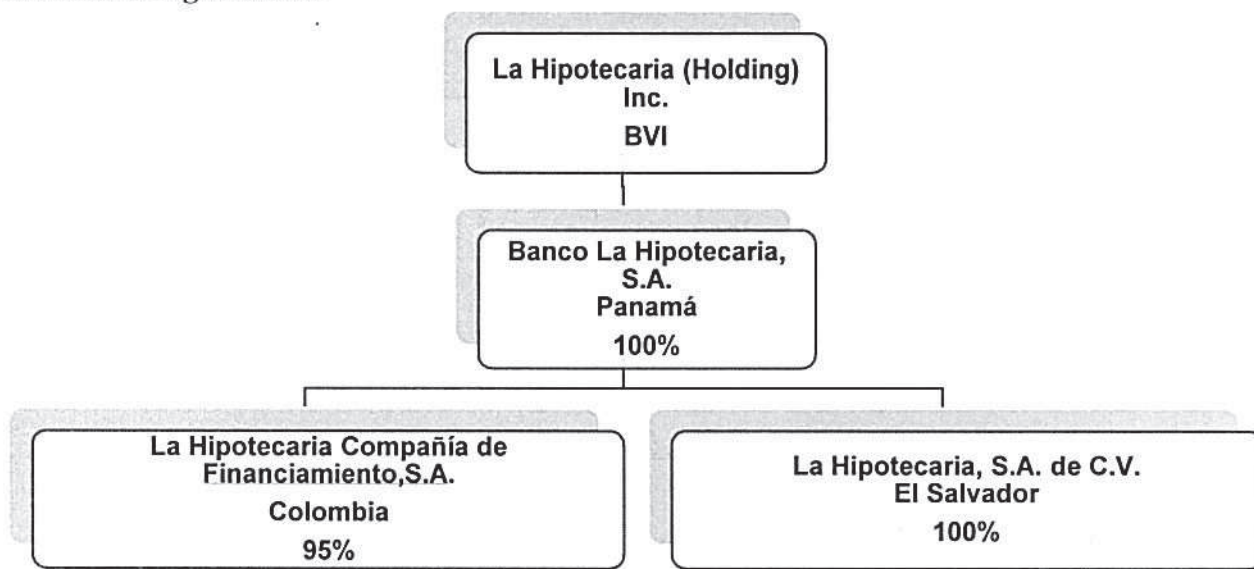 La Hipotecaria (Holding)
Inc.
BVI
Banco La Hipotecaria,
S.A.
Panamá
100%
La Hipotecaria Compañía de
Financiamiento,S.A.
Colombia
95%
La Hipotecaria, S.A. de C.V.
El Salvador
100%